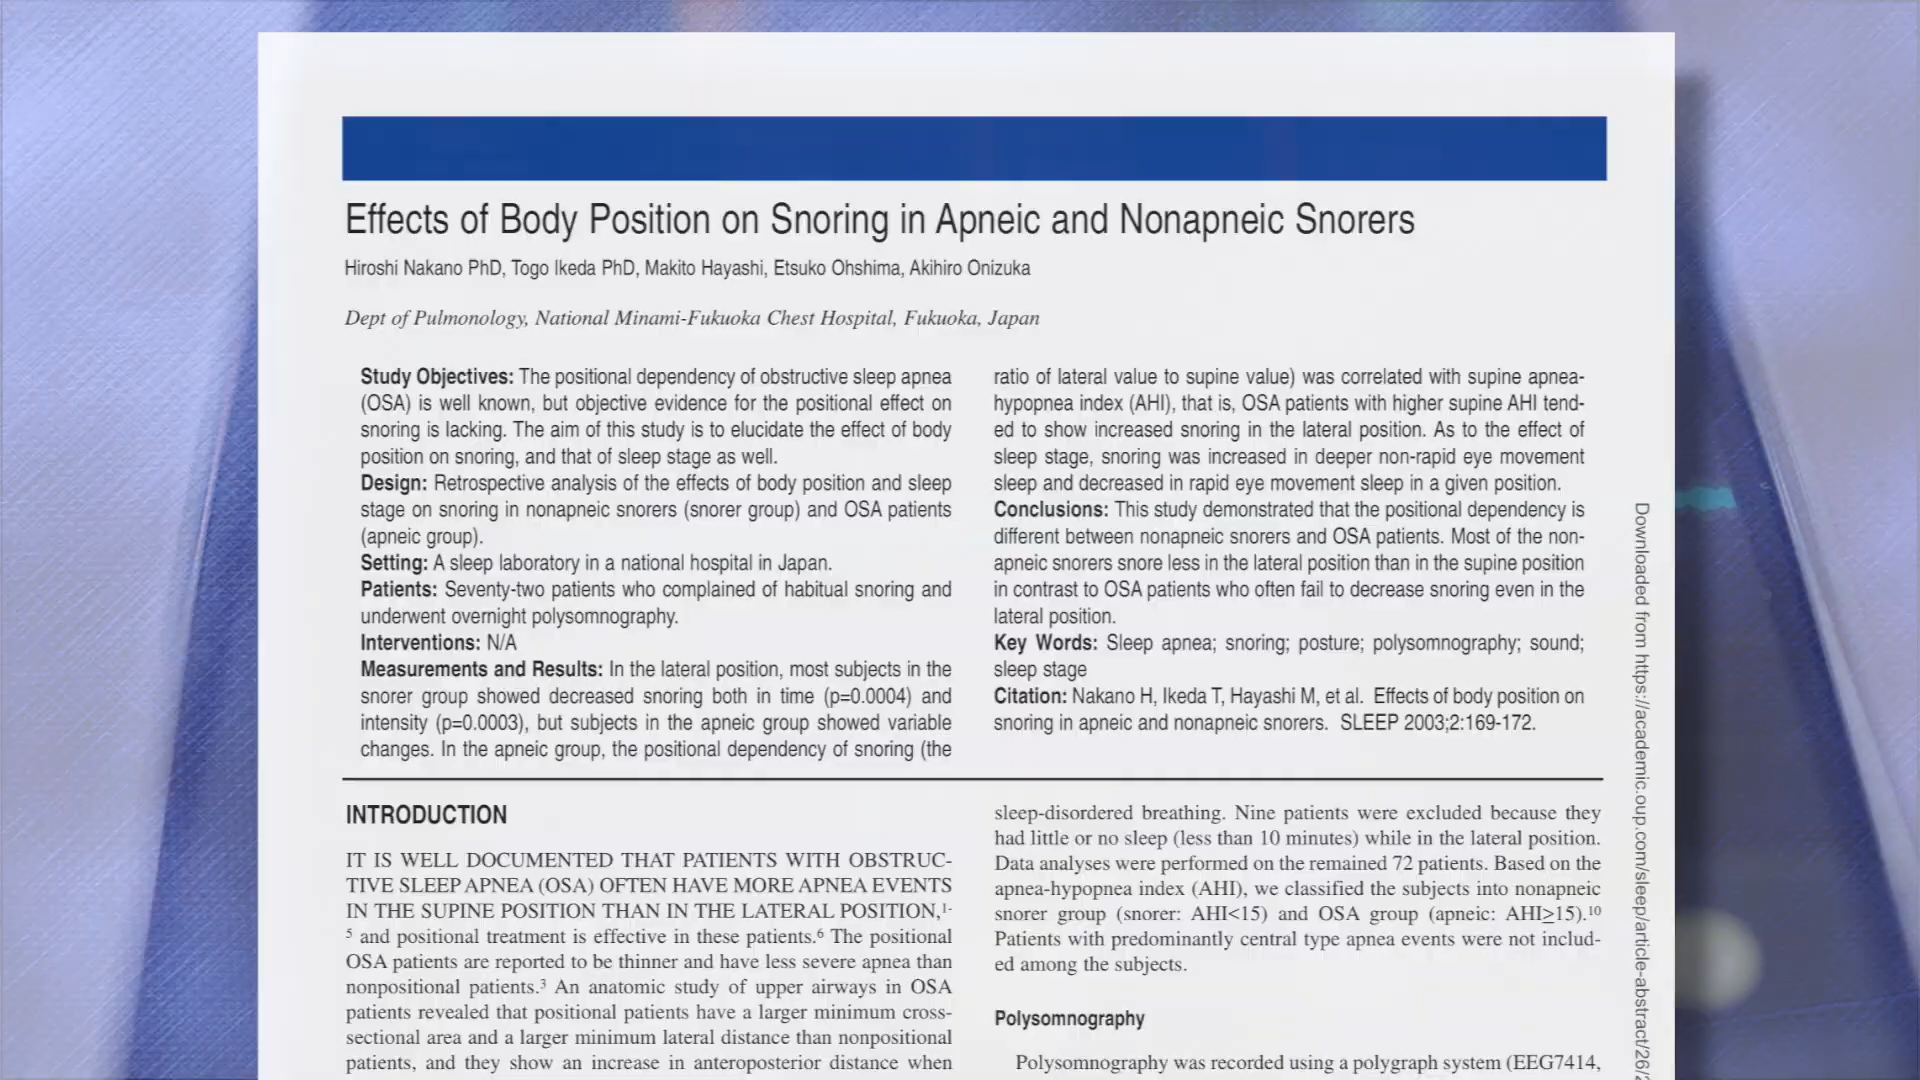 Effects of Body Position on Snoring in Apneic and Nonapneic Snorers
Hiroshi Nakano PhD, Togo Ikeda PhD, Makito Hayashi, Etsuko Ohshima, Akihiro Onizuka
Dept of Pulmonology, National Minami-Fukuoka Chest Hospital, Fukuoka, Japan
Study Objectives: The positional dependency of obstructive sleep apnea
(OSA) is well known, but objective evidence for the positional effect on
snoring is lacking. The aim of this study is to elucidate the effect of body
position on snoring, and that of sleep stage as well.
Design: Retrospective analysis of the effects of body position and sleep
stage on snoring in nonapneic snorers (snorer group) and OSA patients
(apneic group).
Setting: A sleep laboratory in a national hospital in Japan.
Patients: Seventy-two patients who complained of habitual snoring and
underwent overnight polysomnography.
Interventions: N/A
Measurements and Results: In the lateral position, most subjects in the
snorer group showed decreased snoring both in time (p=0.0004) and
intensity (p=0.0003), but subjects in the apneic group showed variable
changes. In the apneic group, the positional dependency of snoring (the
ratio of lateral value to supine value) was correlated with supine apnea-
hypopnea index (AHI), that is, OSA patients with higher supine AHI tend-
ed to show increased snoring in the lateral position. As to the effect of
sleep stage, snoring was increased in deeper non-rapid eye movement
sleep and decreased in rapid eye movement sleep in a given position.
Conclusions: This study demonstrated that the positional dependency is
different between nonapneic snorers and OSA patients. Most of the non-
apneic snorers snore less in the lateral position than in the supine position
in contrast to OSA patients who often fail to decrease snoring even in the
lateral position.
Key Words: Sleep apnea; snoring; posture; polysomnography; sound;
sleep stage
Citation: Nakano H, Ikeda T, Hayashi M, et al. Effects of body position on
snoring in apneic and nonapneic snorers. SLEEP 2003;2:169-172.
INTRODUCTION
IT IS WELL DOCUMENTED THAT PATIENTS WITH OBSTRUC-
TIVE SLEEP APNEA (OSA) OFTEN HAVE MORE APNEA EVENTS
IN THE SUPINE POSITION THAN IN THE LATERAL POSITION,1-
5 and positional treatment is effective in these patients.6 The positional
OSA patients are reported to be thinner and have less severe apnea than
nonpositional patients.3 An anatomic study of upper airways in OSA
patients revealed that positional patients have a larger minimum cross-
sectional area and a larger minimum lateral distance than nonpositional
patients, and they show an increase in anteroposterior distance when
sleep-disordered breathing. Nine patients were excluded because they
had little or no sleep (less than 10 minutes) while in the lateral position.
Data analyses were performed on the remained 72 patients. Based on the
apnea-hypopnea index (AHI), we classified the subjects into nonapneic
snorer group (snorer: AHI<15) and OSA group (apneic: AHI≥15).10
Patients with predominantly central type apnea events were not includ-
ed among the subjects.
Polysomnography
Polysomnography was recorded using a polygraph system (EEG7414,
Downloaded from https://academic.oup.com/sleep/article-abstract/26/2